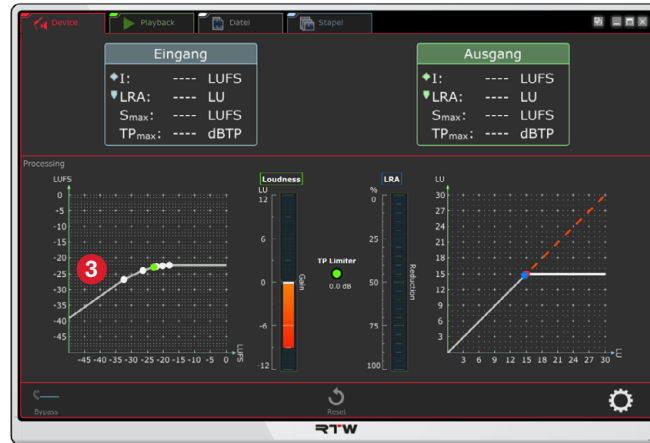 Device
Playback
Datei
Stapel
Eingang
I: ---- LUFS
LRA: ---- LU
Smax: ---- LUFS
TPmax: ---- dBTP
Ausgang
I: ---- LUFS
LRA: ---- LU
Smax: ---- LUFS
TPmax: ---- dBTP
Processing
LUFS
0
-5
-10
-15
-20
-25
-30
-35
-40
-45
-45 -40 -35 -30 -25 -20 -15 -10 -5 0
LUFS
3
Loudness
LU
12
6
0
-6
-12
Gain
TP Limiter
0.0 dB
LRA
%
0
25
50
75
100
Reduction
LU
30
27
24
21
18
15
12
9
6
3
3 6 9 12 15 18 21 24 27 30
LU
Bypass
Reset
RTW